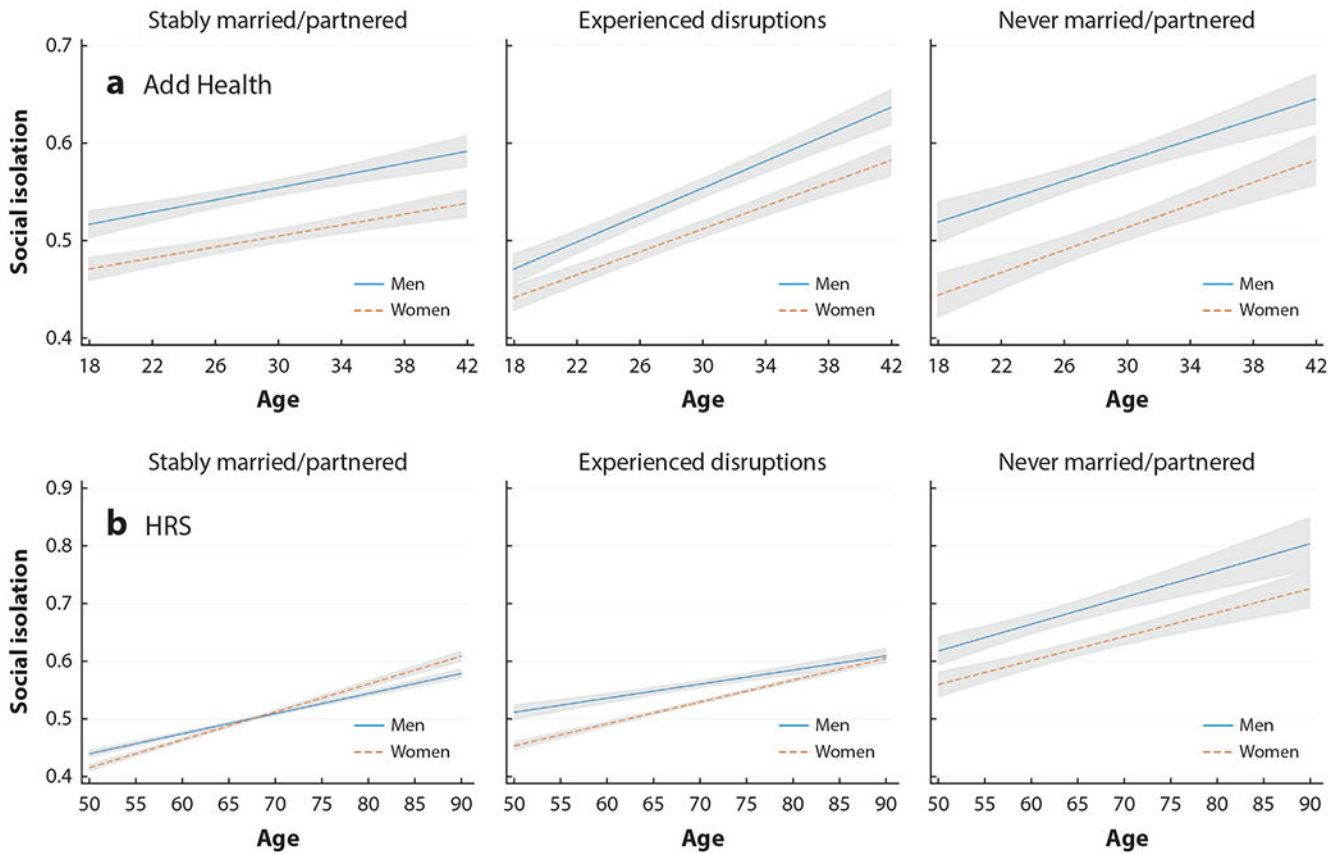 Stably married/partnered
Experienced disruptions
Never married/partnered
a Add Health
Social isolation
0.7
0.6
0.5
0.4
Men
Women
Men
Women
Men
Women
18 22 26 30 34 38 42
18 22 26 30 34 38 42
18 22 26 30 34 38 42
Age
Age
Age
Stably married/partnered
Experienced disruptions
Never married/partnered
b HRS
Social isolation
0.9
0.8
0.7
0.6
0.5
0.4
Men
Women
Men
Women
Men
Women
50 55 60 65 70 75 80 85 90
50 55 60 65 70 75 80 85 90
50 55 60 65 70 75 80 85 90
Age
Age
Age